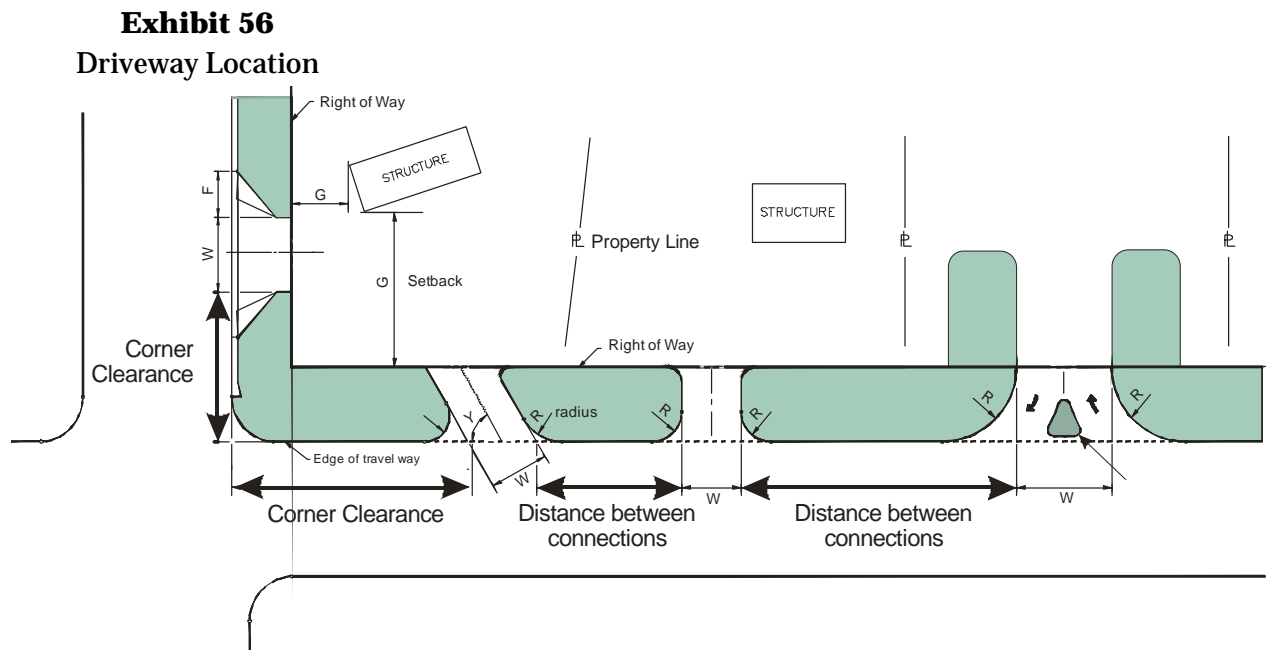 Exhibit 56
Driveway Location
Right of Way
STRUCTURE
F
G
STRUCTURE
W
℄ Property Line
℄
℄
G
Setback
Right of Way
Corner
Clearance
Y
R
radius
R
R
R
R
Edge of travel way
W
W
W
Corner Clearance
Distance between
connections
Distance between
connections